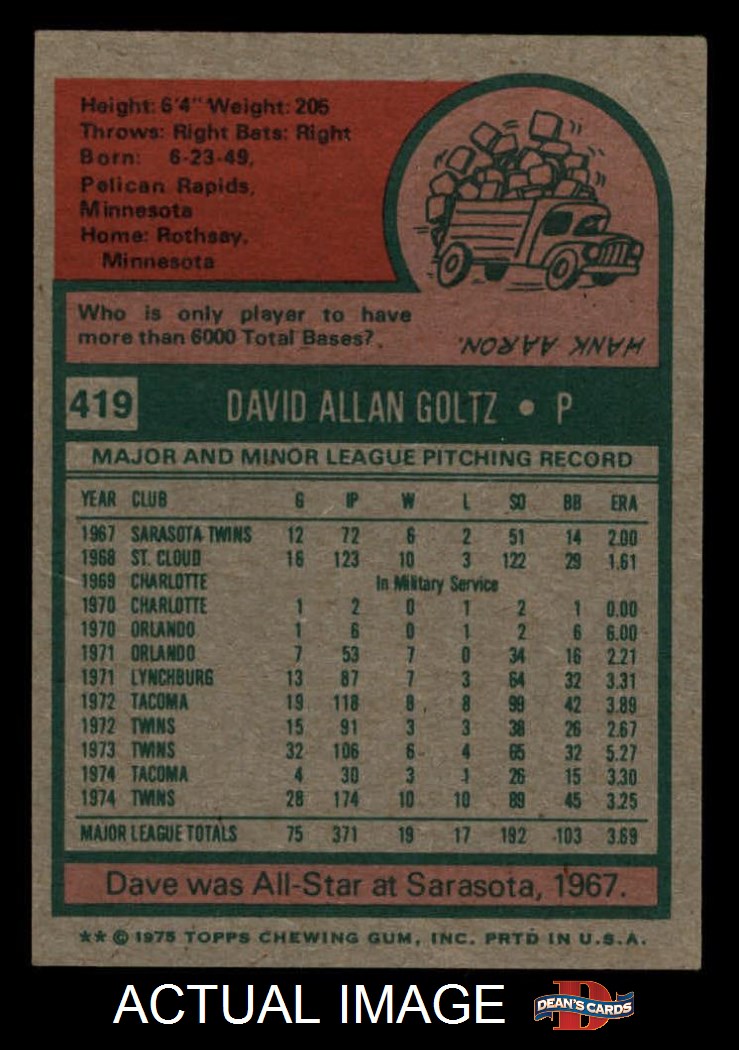 Height: 6'4" Weight: 205
Throws: Right Bats: Right
Born: 6-23-49,
Pelican Rapids,
Minnesota
Home: Rothsay,
Minnesota
Who is only player to have
more than 6000 Total Bases?
HANK AARON.
419 DAVID ALLAN GOLTZ • P
MAJOR AND MINOR LEAGUE PITCHING RECORD
YEAR CLUB G IP W L SO BB ERA
1967 SARASOTA TWINS 12 72 6 2 51 14 2.00
1968 ST. CLOUD 16 123 10 3 122 29 1.61
1969 CHARLOTTE In Military Service
1970 CHARLOTTE 1 2 0 1 2 1 0.00
1970 ORLANDO 1 6 0 1 2 6 6.00
1971 ORLANDO 7 53 7 0 34 16 2.21
1971 LYNCHBURG 13 87 7 3 64 32 3.31
1972 TACOMA 19 118 8 8 99 42 3.89
1972 TWINS 15 91 3 3 38 26 2.67
1973 TWINS 32 106 6 4 65 32 5.27
1974 TACOMA 4 30 3 1 26 15 3.30
1974 TWINS 28 174 10 10 89 45 3.25
MAJOR LEAGUE TOTALS 75 371 19 17 192 103 3.69
Dave was All-Star at Sarasota, 1967.
** © 1975 TOPPS CHEWING GUM, INC. PRTD IN U.S.A.
ACTUAL IMAGE
D
DEAN'S CARDS